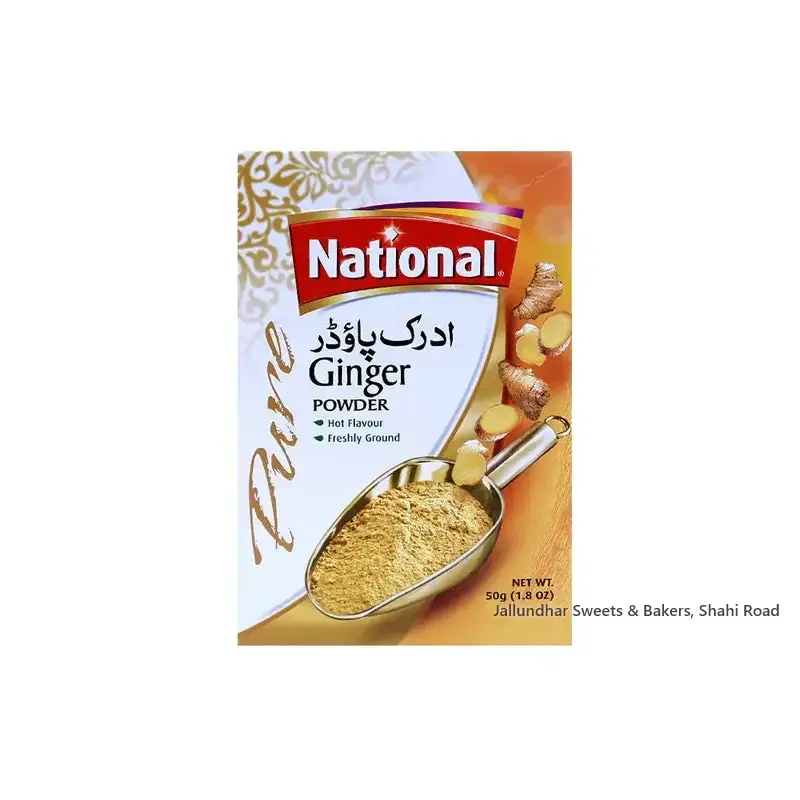 National
ادرک پاؤڈر
Ginger
POWDER
Hot Flavour
Freshly Ground
Pure
NET WT.
50g (1.8 OZ)
Jallundhar Sweets & Bakers, Shahi Road